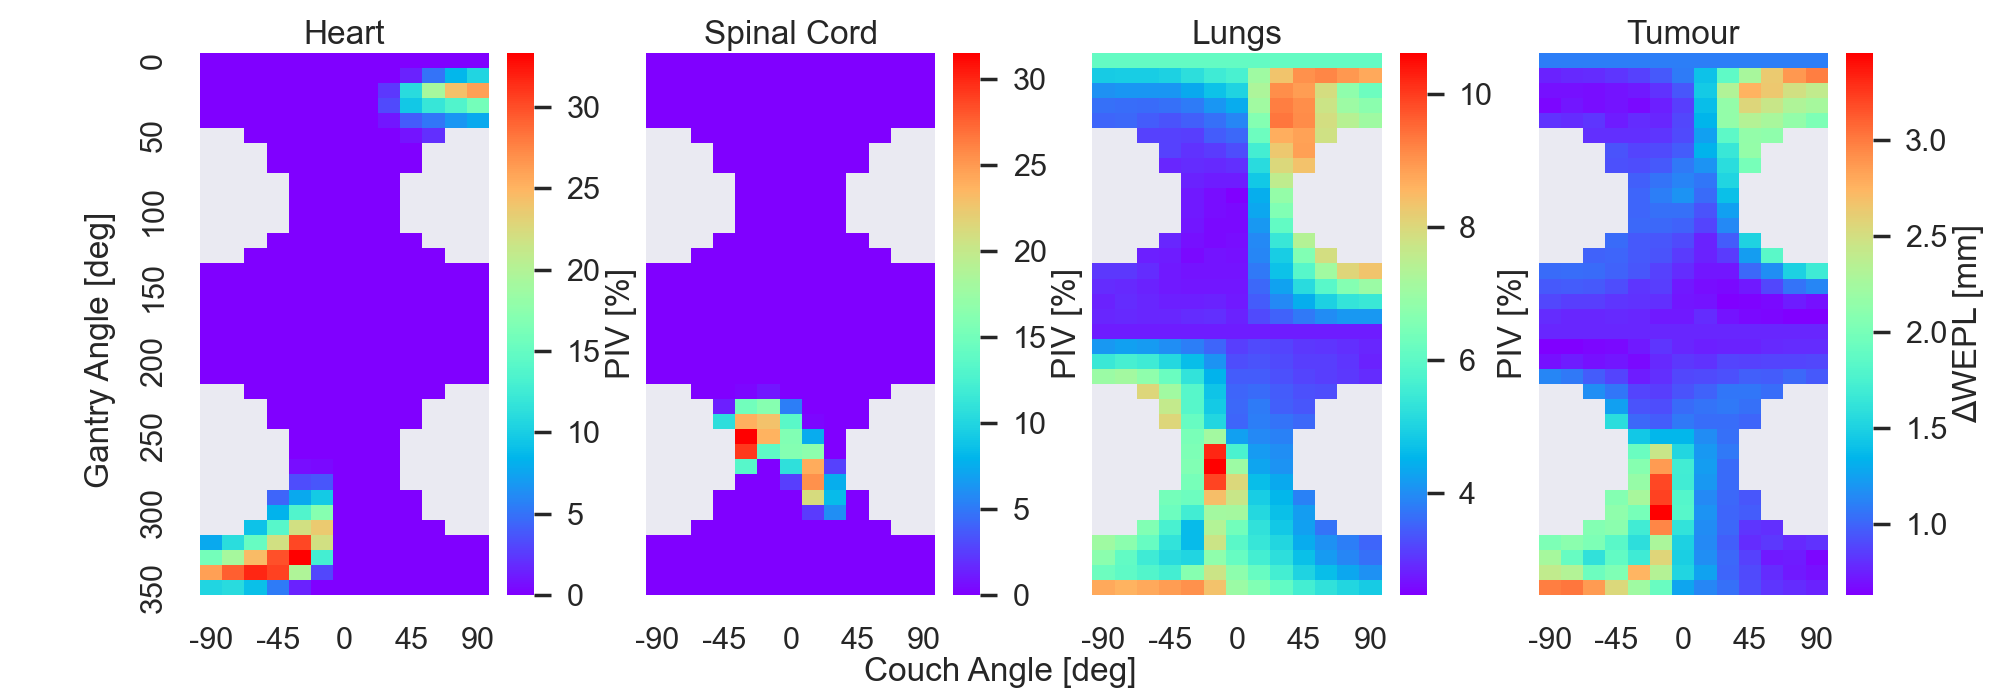 Heart
Spinal Cord
Lungs
Tumour
Gantry Angle [deg]
0
50
100
150
200
250
300
350
-90 -45 0 45 90
0
5
10
15
20
25
30
PIV [%]
-90 -45 0 45 90
0
5
10
15
20
25
30
PIV [%]
-90 -45 0 45 90
4
6
8
10
PIV [%]
-90 -45 0 45 90
1.0
1.5
2.0
2.5
3.0
ΔWEPL [mm]
Couch Angle [deg]